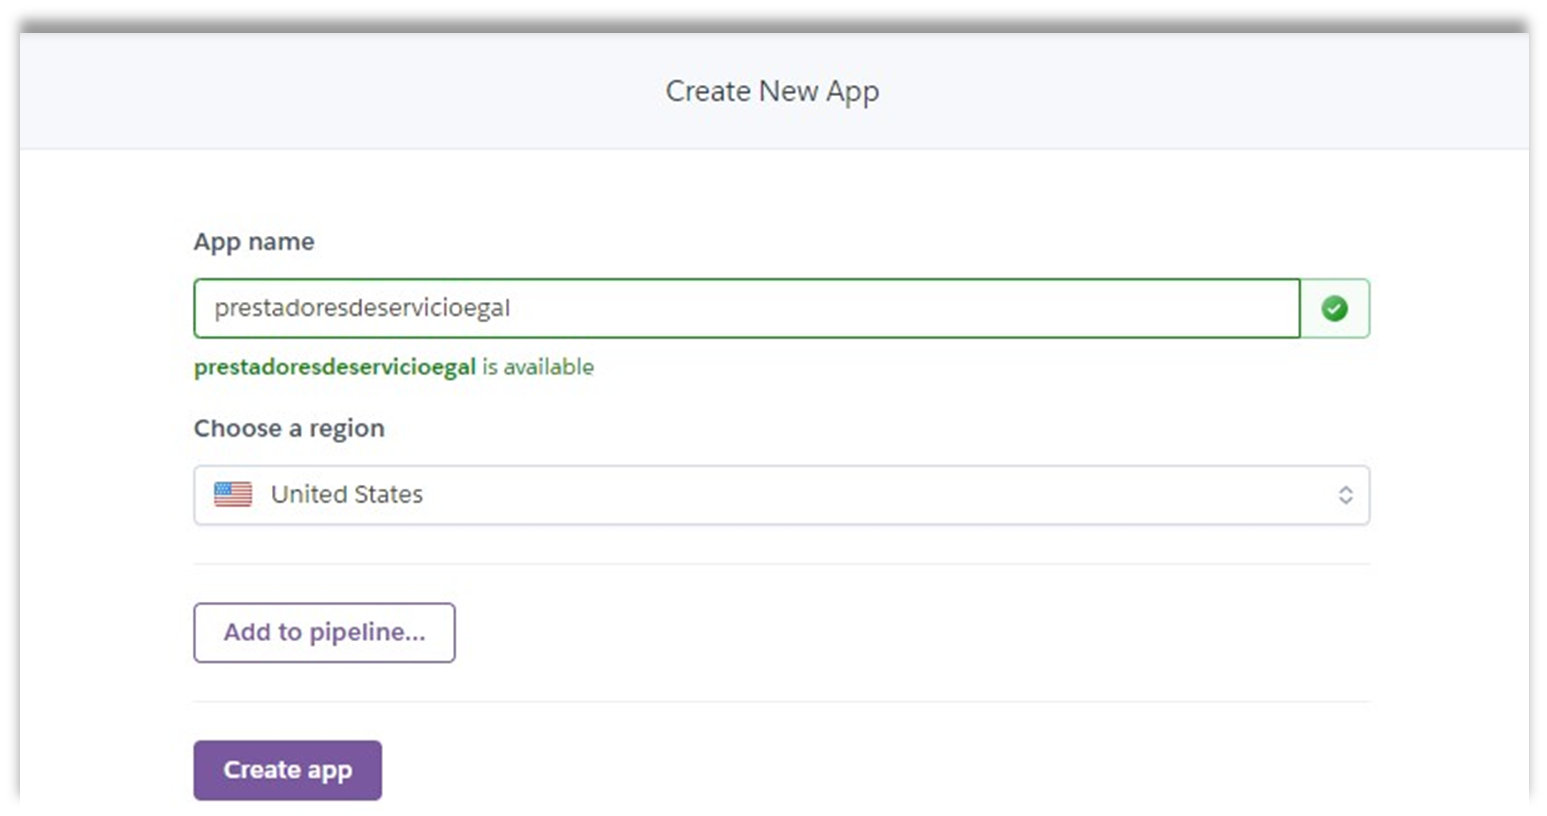 Create New App
App name
prestadoresdeservicioegal
prestadoresdeservicioegal is available
Choose a region
United States
Add to pipeline...
Create app